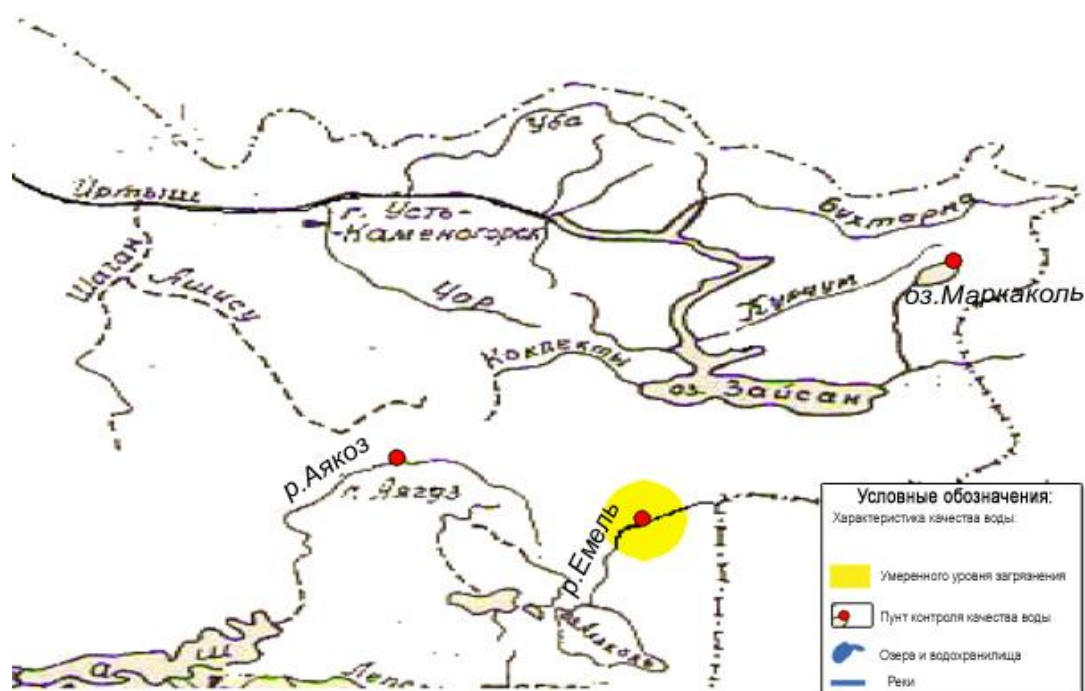 Уба
Иртыш
г. Усть-
-Каменогорск
Бухтарма
Шаган
Ащису
Чар
Курчум
оз.Маркаколь
Кокпекты
оз. Зайсан
р.Аякоз
г. Аягуз
р.Емель
Условные обозначения:
Характеристика качества воды:
Умеренного уровня загрязнения
Пунт контроля качества воды
Озера и водохранилища
Реки